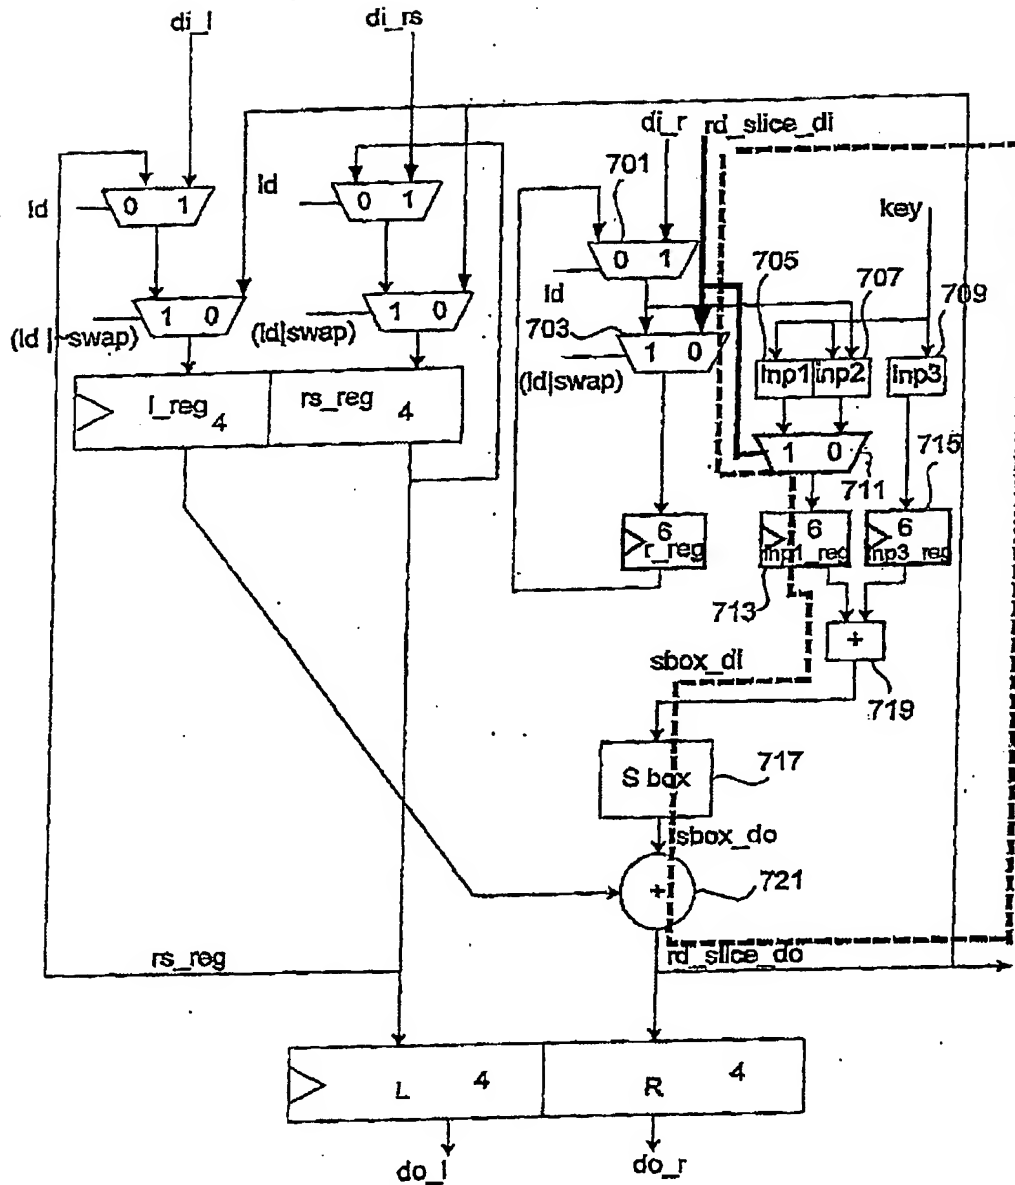 di_l
di_rs
di_r
rd_slice_di
701
key
0 1
ld
0 1
ld
0 1
ld
705
707
709
703
1 0
(ld | ~swap)
1 0
(ld|swap)
1 0
(ld|swap)
Inp1
inp2
Inp3
l_reg
4
rs_reg
4
1 0
711
715
6
r_reg
6
inp1_reg
6
inp3_reg
713
+
719
sbox_di
S box
717
sbox_do
+
721
rs_reg
rd_slice_do
L
4
R
4
do_l
do_r